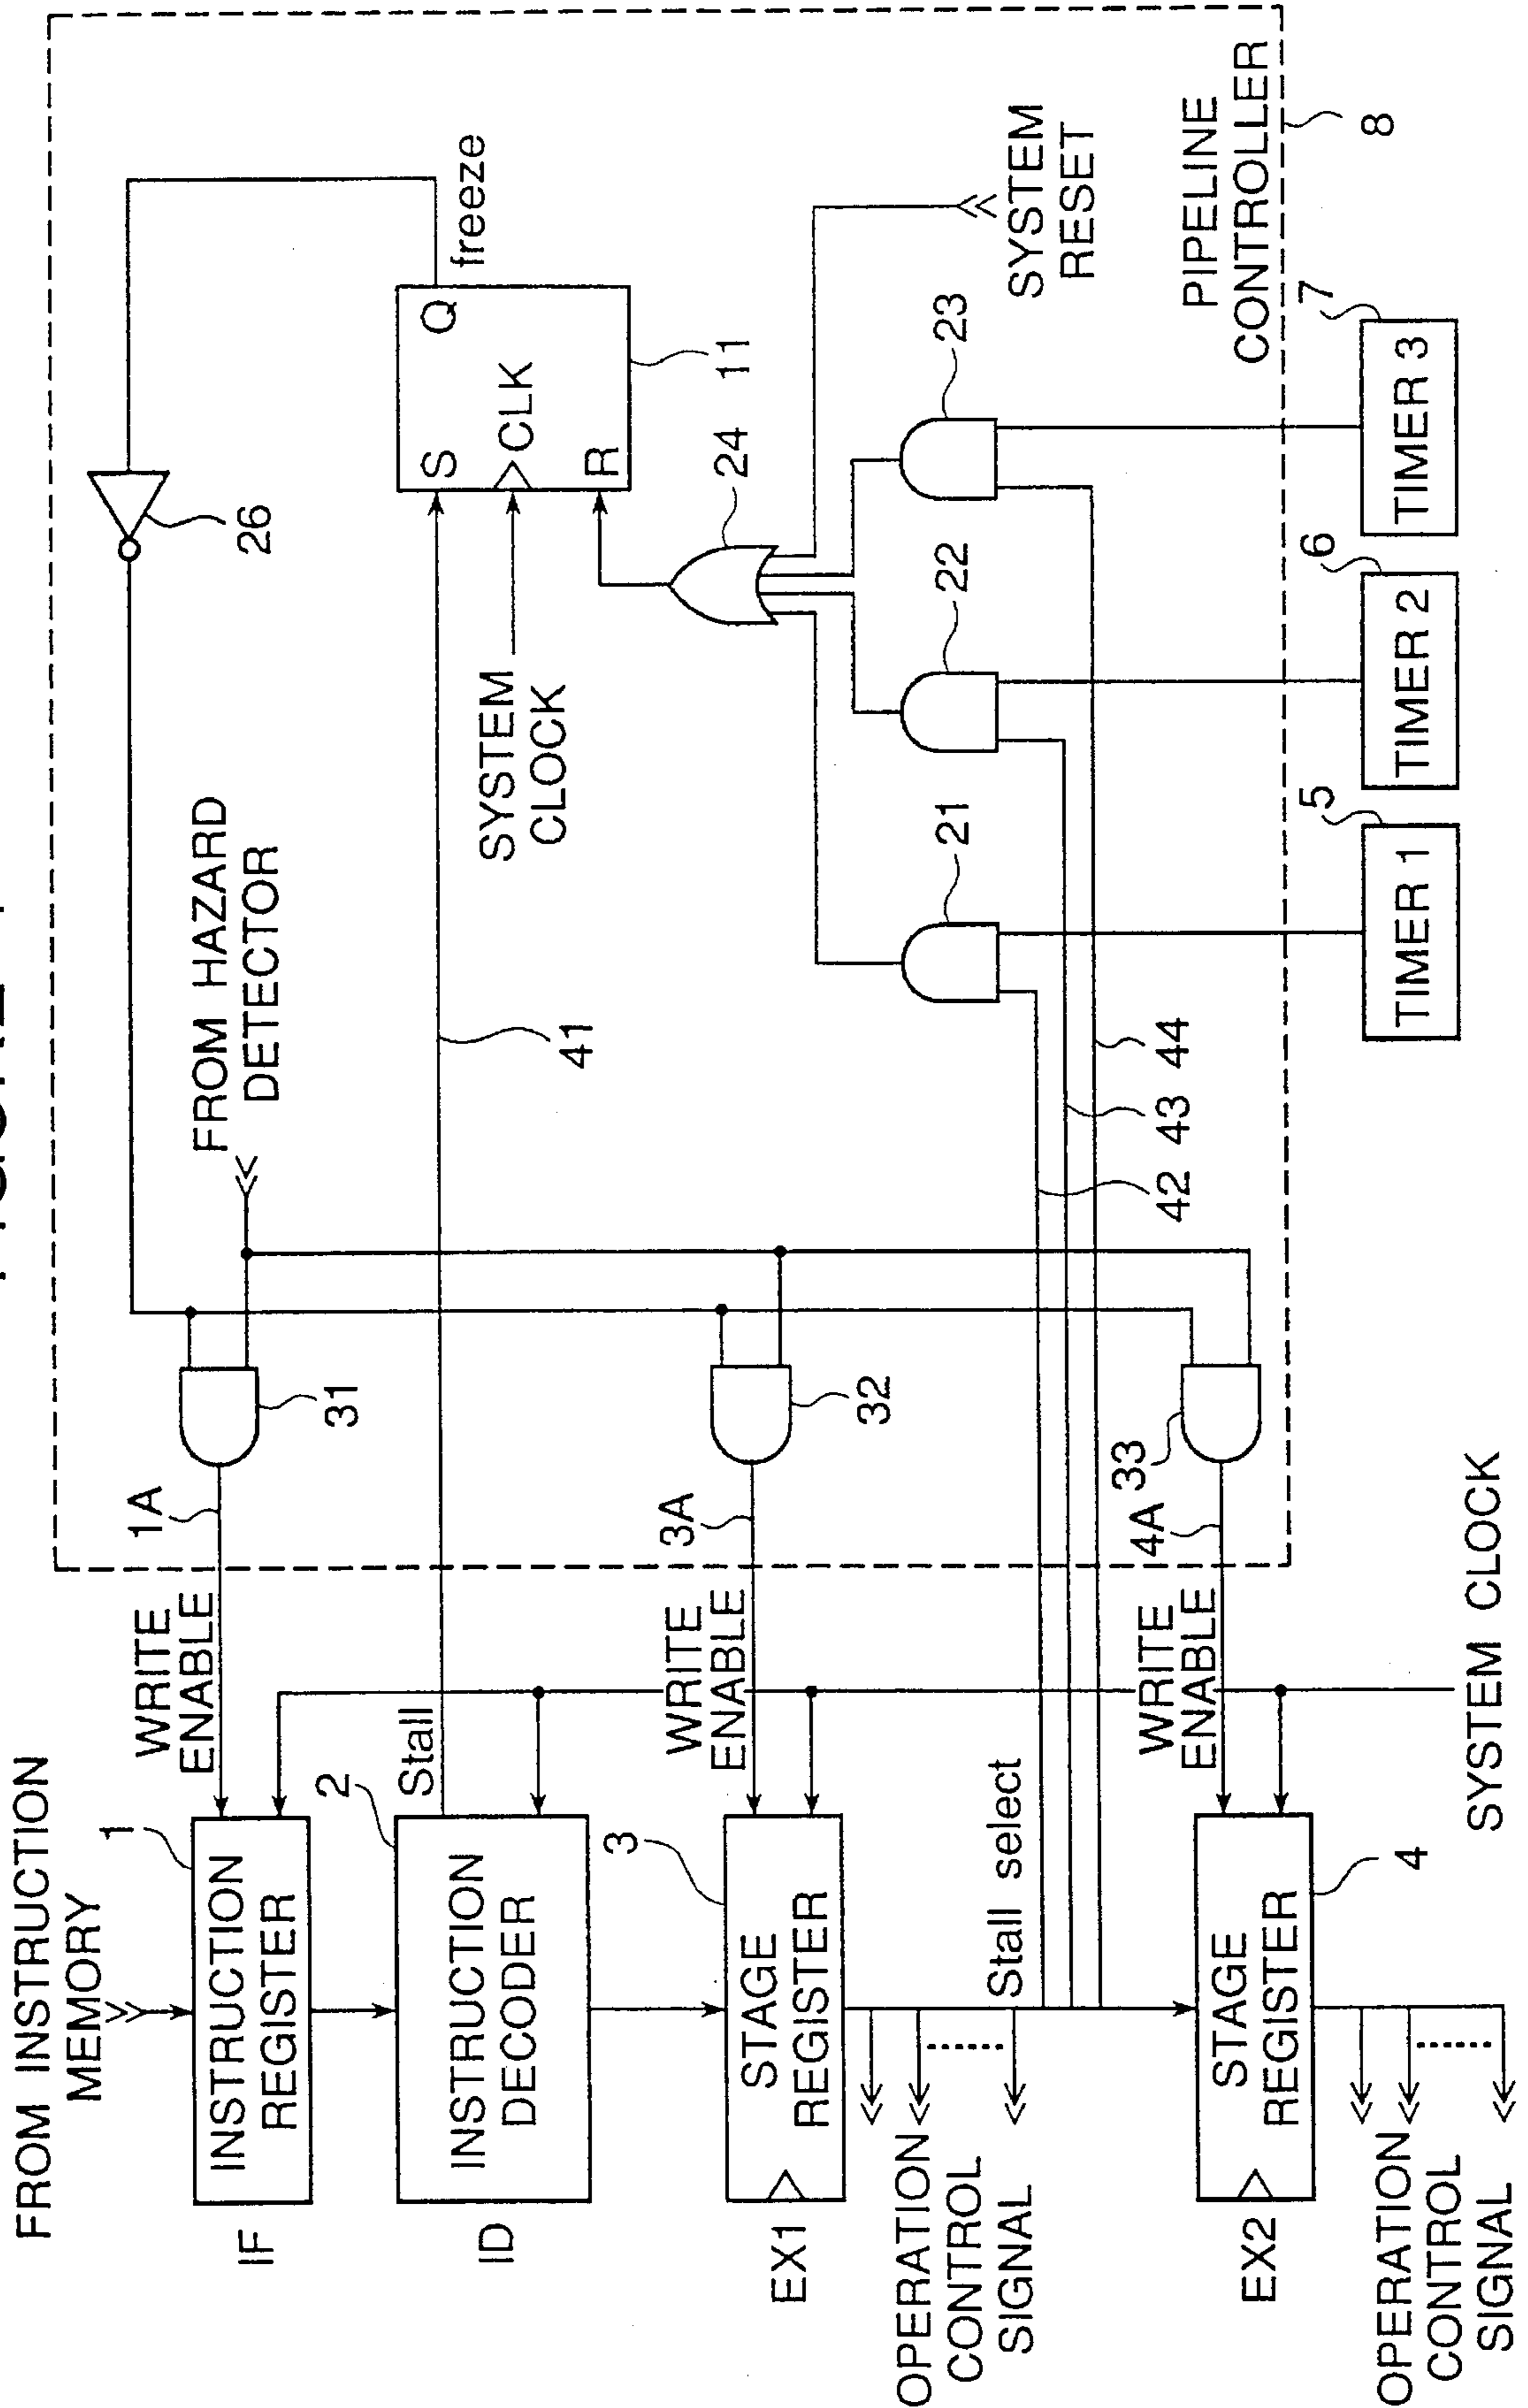 FROM INSTRUCTION
MEMORY
IF
1
INSTRUCTION
REGISTER
WRITE
ENABLE
1A
31
FROM HAZARD
DETECTOR
26
ID
2
INSTRUCTION
DECODER
Stall
41
SYSTEM
CLOCK
S
CLK
R
Q
freeze
11
EX1
3
STAGE
REGISTER
WRITE
ENABLE
3A
32
24
OPERATION
CONTROL
SIGNAL
Stall select
42
43
44
21
22
23
SYSTEM
RESET
EX2
4
STAGE
REGISTER
WRITE
ENABLE
4A
33
PIPELINE
CONTROLLER
8
OPERATION
CONTROL
SIGNAL
SYSTEM CLOCK
5
TIMER 1
6
TIMER 2
7
TIMER 3